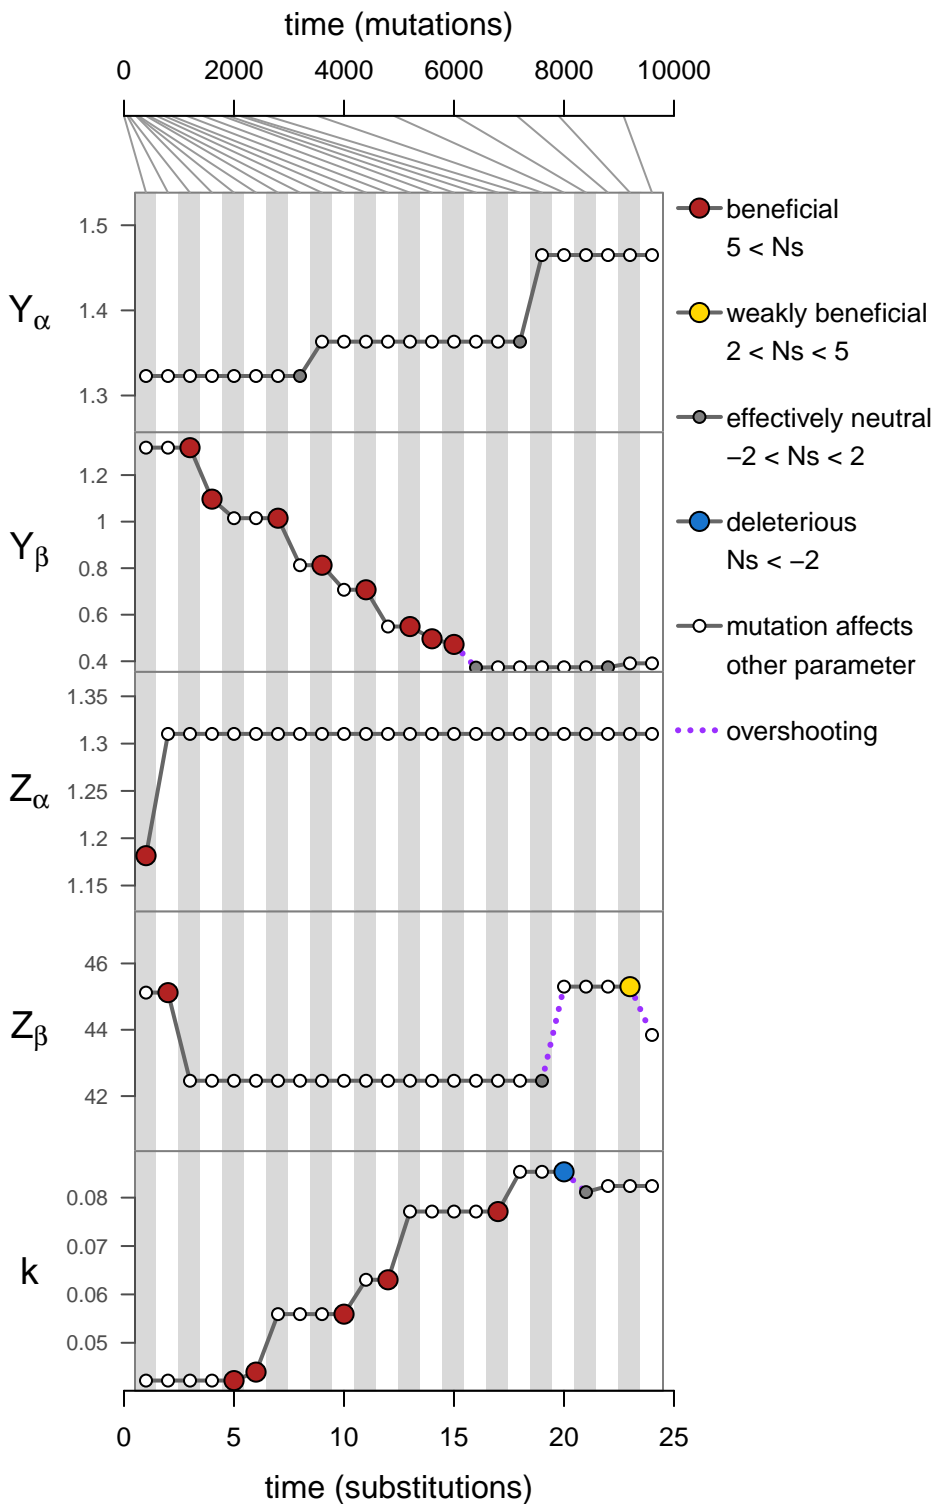 time (mutations)
0 2000 4000 6000 8000 10000
Yα
1.5
1.4
1.3
Yβ
1.2
1
0.8
0.6
0.4
Zα
1.35
1.3
1.25
1.2
1.15
Zβ
46
44
42
k
0.08
0.07
0.06
0.05
0 5 10 15 20 25
time (substitutions)
beneficial
5 < Ns
weakly beneficial
2 < Ns < 5
effectively neutral
−2 < Ns < 2
deleterious
Ns < −2
mutation affects
other parameter
overshooting